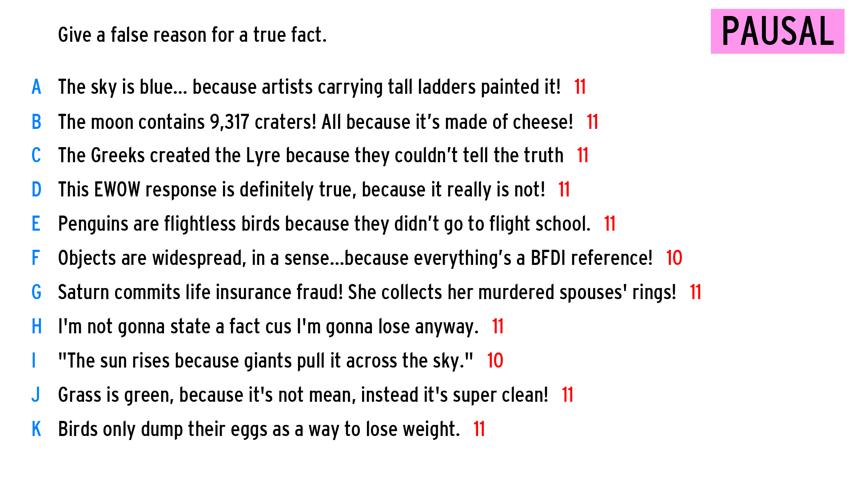 Give a false reason for a true fact.
PAUSAL
A The sky is blue... because artists carrying tall ladders painted it! 11
B The moon contains 9,317 craters! All because it's made of cheese! 11
C The Greeks created the Lyre because they couldn't tell the truth 11
D This EWOW response is definitely true, because it really is not! 11
E Penguins are flightless birds because they didn't go to flight school. 11
F Objects are widespread, in a sense...because everything's a BFDI reference! 10
G Saturn commits life insurance fraud! She collects her murdered spouses' rings! 11
H I'm not gonna state a fact cus I'm gonna lose anyway. 11
I "The sun rises because giants pull it across the sky." 10
J Grass is green, because it's not mean, instead it's super clean! 11
K Birds only dump their eggs as a way to lose weight. 11